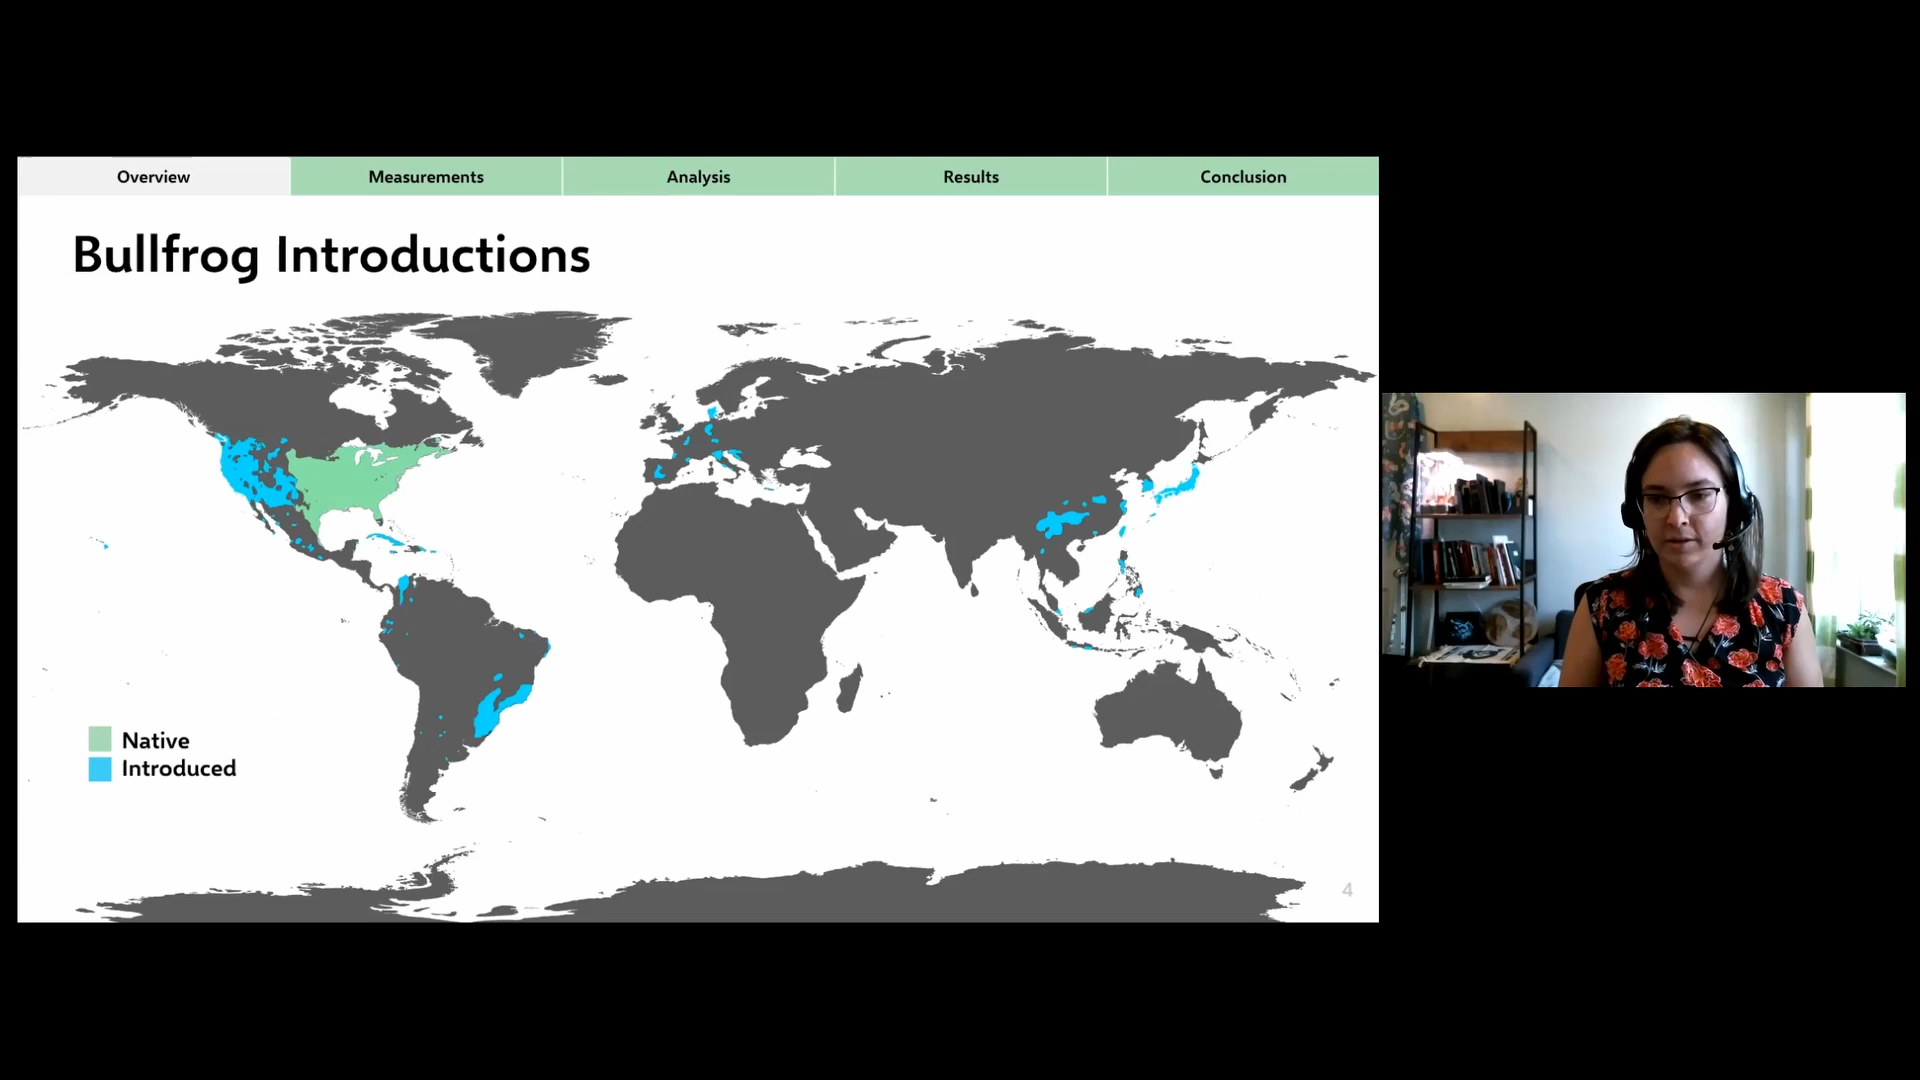 Overview
Measurements
Analysis
Results
Conclusion
Bullfrog Introductions
Native
Introduced
4